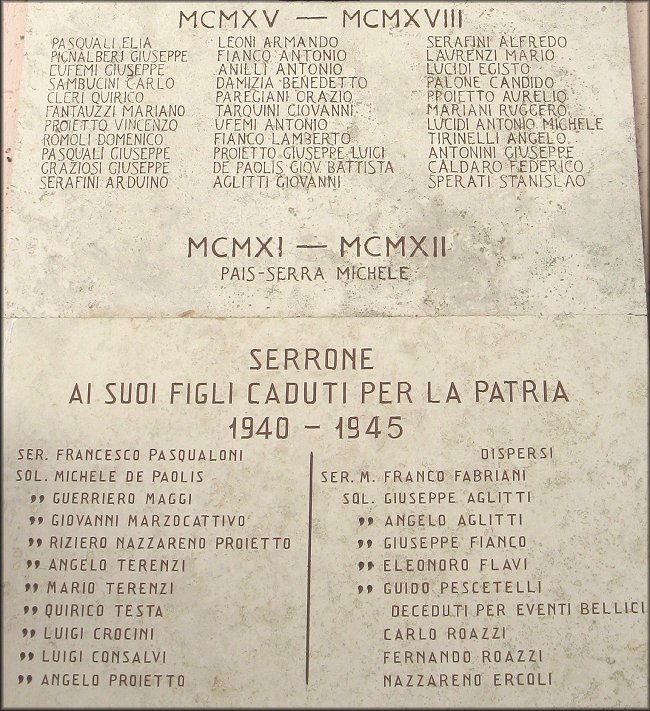 MCMXV — MCMXVIII
PASQUALI ELIA
PIGNALBERI GIUSEPPE
EUFEMI GIUSEPPE
SAMBUCINI CARLO
CLERI QUIRICO
FANTAUZZI MARIANO
PROIETTO VINCENZO
ROMOLI DOMENICO
PASQUALI GIUSEPPE
GRAZIOSI GIUSEPPE
SERAFINI ARDUINO
LEONI ARMANDO
FIANCO ANTONIO
ANILLI ANTONIO
DAMIZIA BENEDETTO
PAREGIANI ORAZIO
TARQUINI GIOVANNI
UFEMI ANTONIO
FIANCO LAMBERTO
PROIETTO GIUSEPPE LUIGI
DE PAOLIS GIOV. BATTISTA
AGLITTI GIOVANNI
SERAFINI ALFREDO
LAURENZI MARIO
LUCIDI EGISTO
PALONE CANDIDO
PROIETTO AURELIO
MARIANI RUGGERO
LUCIDI ANTONIO MICHELE
TIRINELLI ANGELO
ANTONINI GIUSEPPE
CALDARO FEDERICO
SPERATI STANISLAO
MCMXI — MCMXII
PAIS-SERRA MICHELE
SERRONE
AI SUOI FIGLI CADUTI PER LA PATRIA
1940 - 1945
SER. FRANCESCO PASQUALONI
SOL. MICHELE DE PAOLIS
" GUERRIERO MAGGI
" GIOVANNI MARZOCATTIVO
" RIZIERO NAZZARENO PROIETTO
" ANGELO TERENZI
" MARIO TERENZI
" QUIRICO TESTA
" LUIGI CROCINI
" LUIGI CONSALVI
" ANGELO PROIETTO
DISPERSI
SER. M. FRANCO FABRIANI
SOL. GIUSEPPE AGLITTI
" ANGELO AGLITTI
" GIUSEPPE FIANCO
" ELEONORO FLAVI
" GUIDO PESCETELLI
DECEDUTI PER EVENTI BELLICI
CARLO ROAZZI
FERNANDO ROAZZI
NAZZARENO ERCOLI